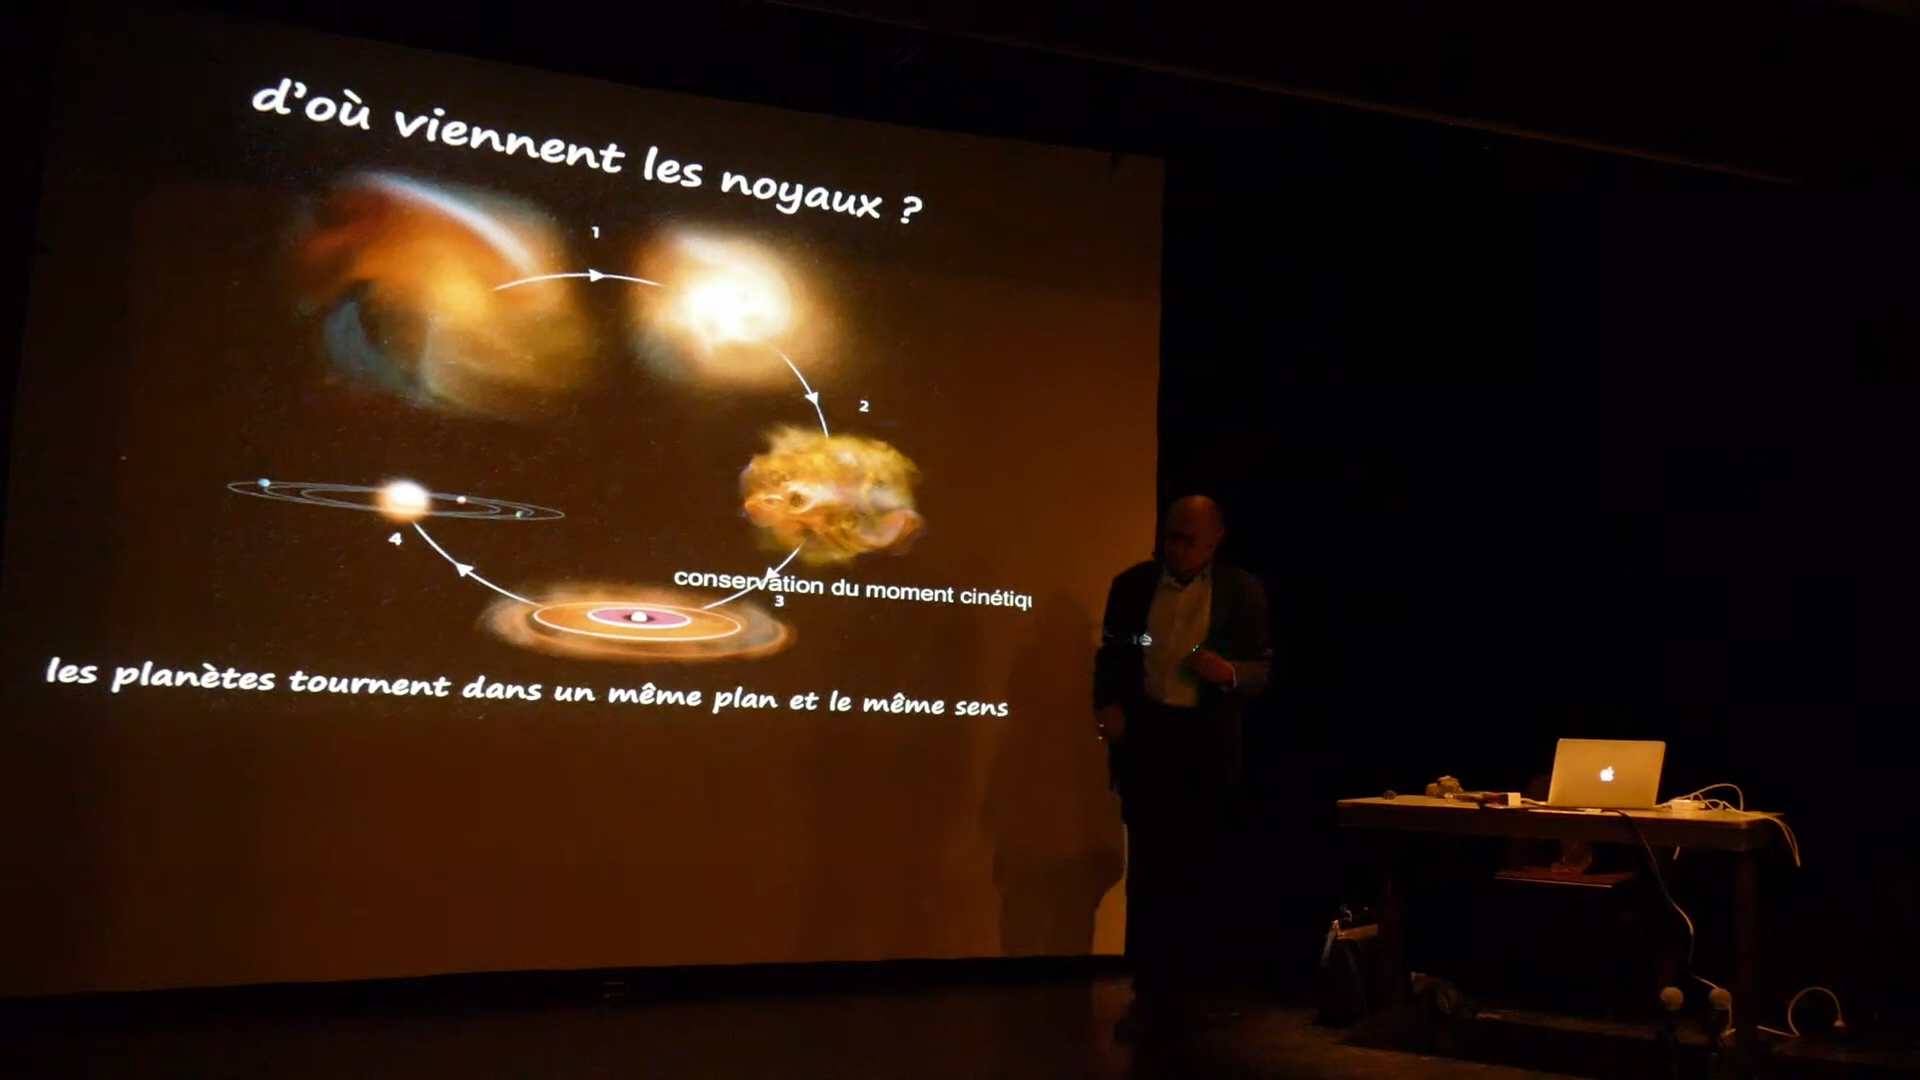 d'où viennent les noyaux ?
1
2
4
conservation du moment cinétiqu
3
les planètes tournent dans un même plan et le même sens